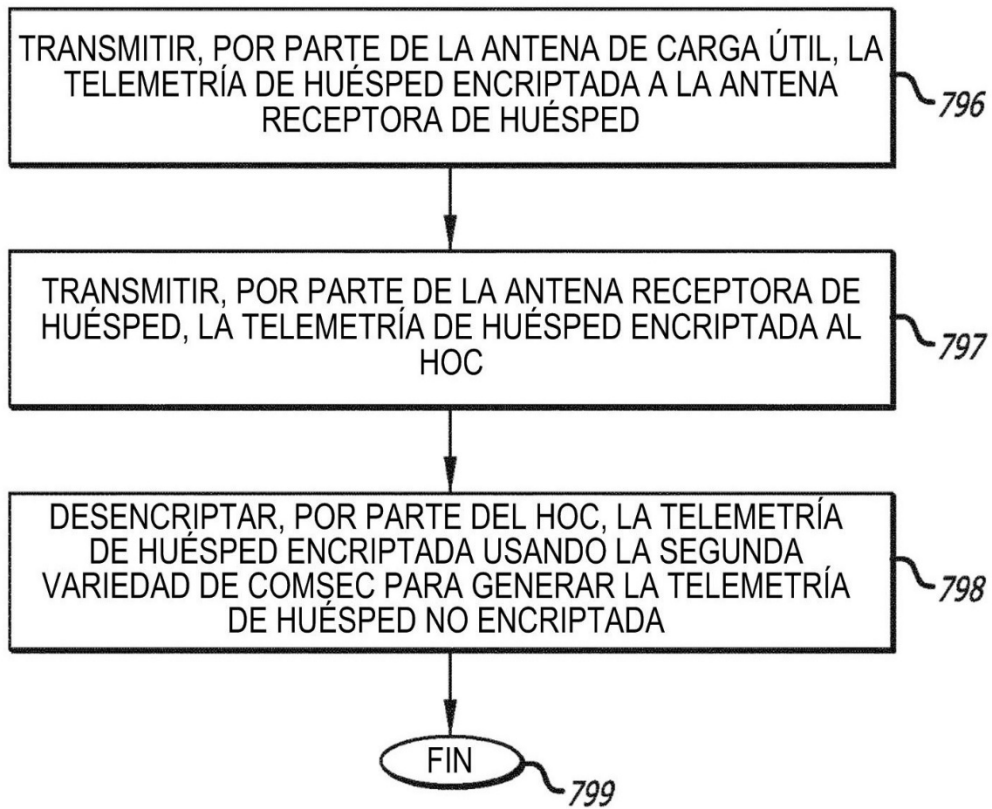 TRANSMITIR, POR PARTE DE LA ANTENA DE CARGA ÚTIL, LA
TELEMETRÍA DE HUÉSPED ENCRIPTADA A LA ANTENA
RECEPTORA DE HUÉSPED
796
TRANSMITIR, POR PARTE DE LA ANTENA RECEPTORA DE
HUÉSPED, LA TELEMETRÍA DE HUÉSPED ENCRIPTADA AL
HOC
797
DESENCRIPTAR, POR PARTE DEL HOC, LA TELEMETRÍA
DE HUÉSPED ENCRIPTADA USANDO LA SEGUNDA
VARIEDAD DE COMSEC PARA GENERAR LA TELEMETRÍA
DE HUÉSPED NO ENCRIPTADA
798
FIN
799